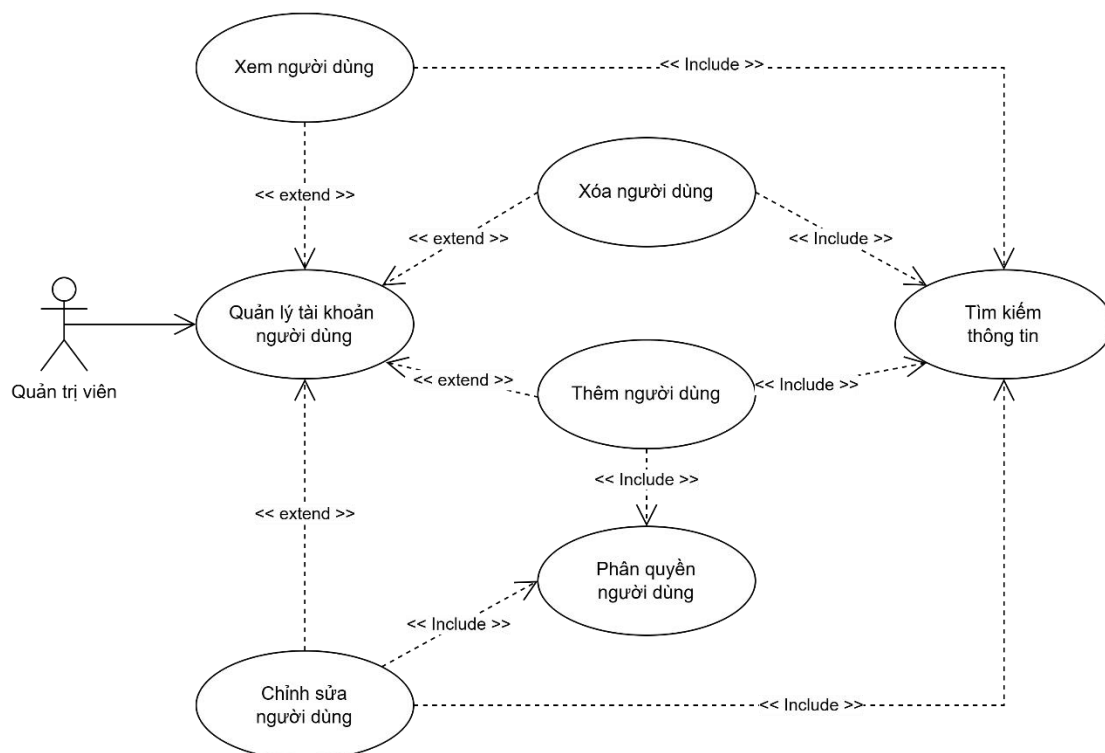 Xem người dùng
<< Include >>
<< extend >>
Xóa người dùng
<< extend >>
<< Include >>
Quản lý tài khoản
người dùng
Tìm kiếm
thông tin
Quản trị viên
<< extend >>
Thêm người dùng
<< Include >>
<< Include >>
<< extend >>
Phân quyền
người dùng
<< Include >>
Chỉnh sửa
người dùng
<< Include >>